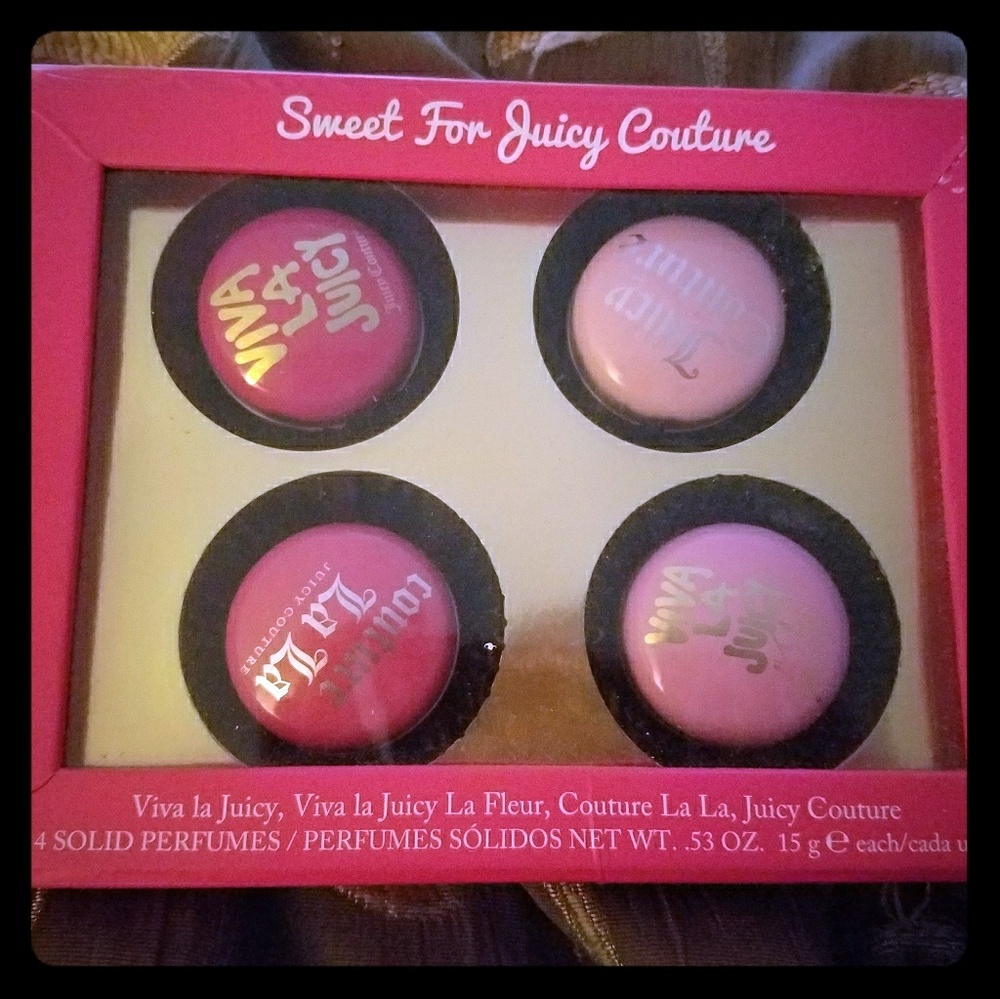 Sweet For Juicy Couture
VIVA
LA
JUICY
Juicy Couture
Juicy
Couture
COUTURE
La La
JUICY COUTURE
VIVA
LA
JUICY
Viva la Juicy, Viva la Juicy La Fleur, Couture La La, Juicy Couture
4 SOLID PERFUMES / PERFUMES SÓLIDOS NET WT. .53 OZ. 15 g ℮ each/cada u